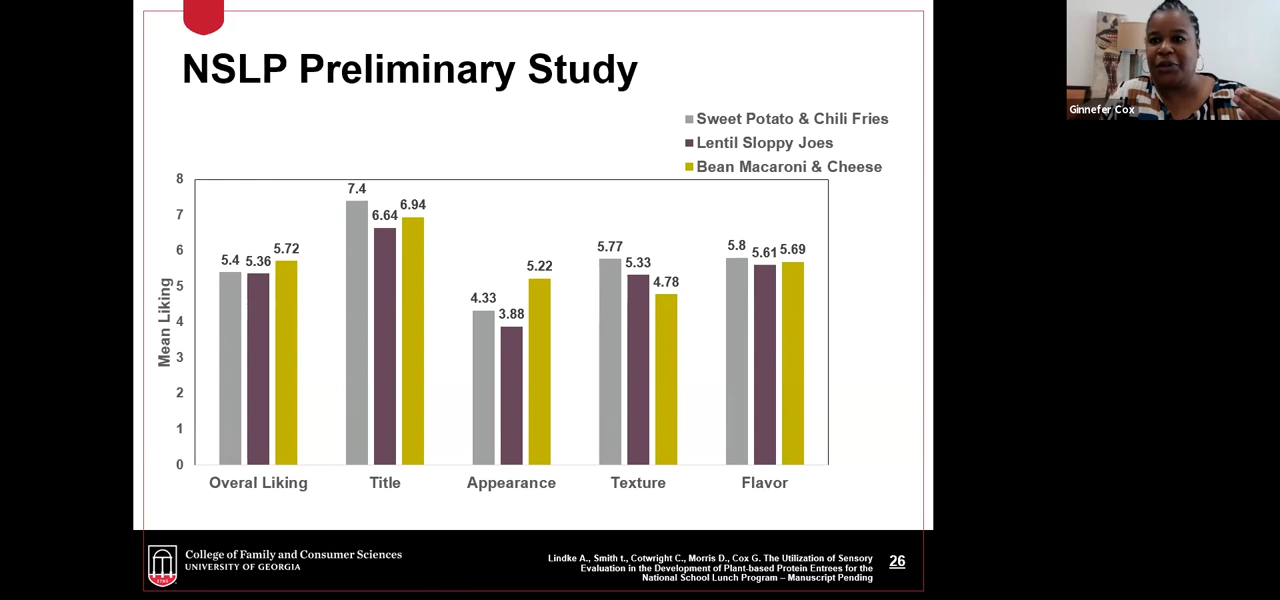 NSLP Preliminary Study
Sweet Potato & Chili Fries
Lentil Sloppy Joes
Bean Macaroni & Cheese
8
7
6
5
4
3
2
1
0
Mean Liking
5.4
5.36
5.72
7.4
6.64
6.94
4.33
3.88
5.22
5.77
5.33
4.78
5.8
5.61
5.69
Overal Liking
Title
Appearance
Texture
Flavor
1785
College of Family and Consumer Sciences
UNIVERSITY OF GEORGIA
Lindke A., Smith t., Cotwright C., Morris D., Cox G. The Utilization of Sensory
Evaluation in the Development of Plant-based Protein Entrees for the
National School Lunch Program – Manuscript Pending
26
Ginnefer Cox